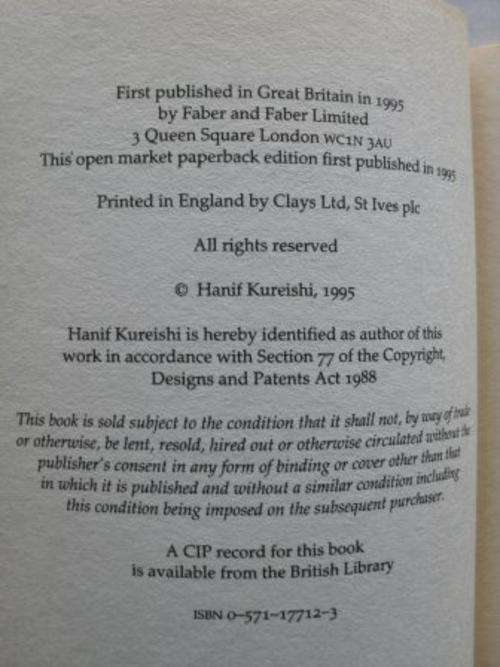 First published in Great Britain in 1995
by Faber and Faber Limited
3 Queen Square London WC1N 3AU
This open market paperback edition first published in 1995
Printed in England by Clays Ltd, St Ives plc
All rights reserved
© Hanif Kureishi, 1995
Hanif Kureishi is hereby identified as author of this
work in accordance with Section 77 of the Copyright,
Designs and Patents Act 1988
This book is sold subject to the condition that it shall not, by way of trade
or otherwise, be lent, resold, hired out or otherwise circulated without the
publisher's consent in any form of binding or cover other than that
in which it is published and without a similar condition including
this condition being imposed on the subsequent purchaser.
A CIP record for this book
is available from the British Library
ISBN 0–571–17712–3